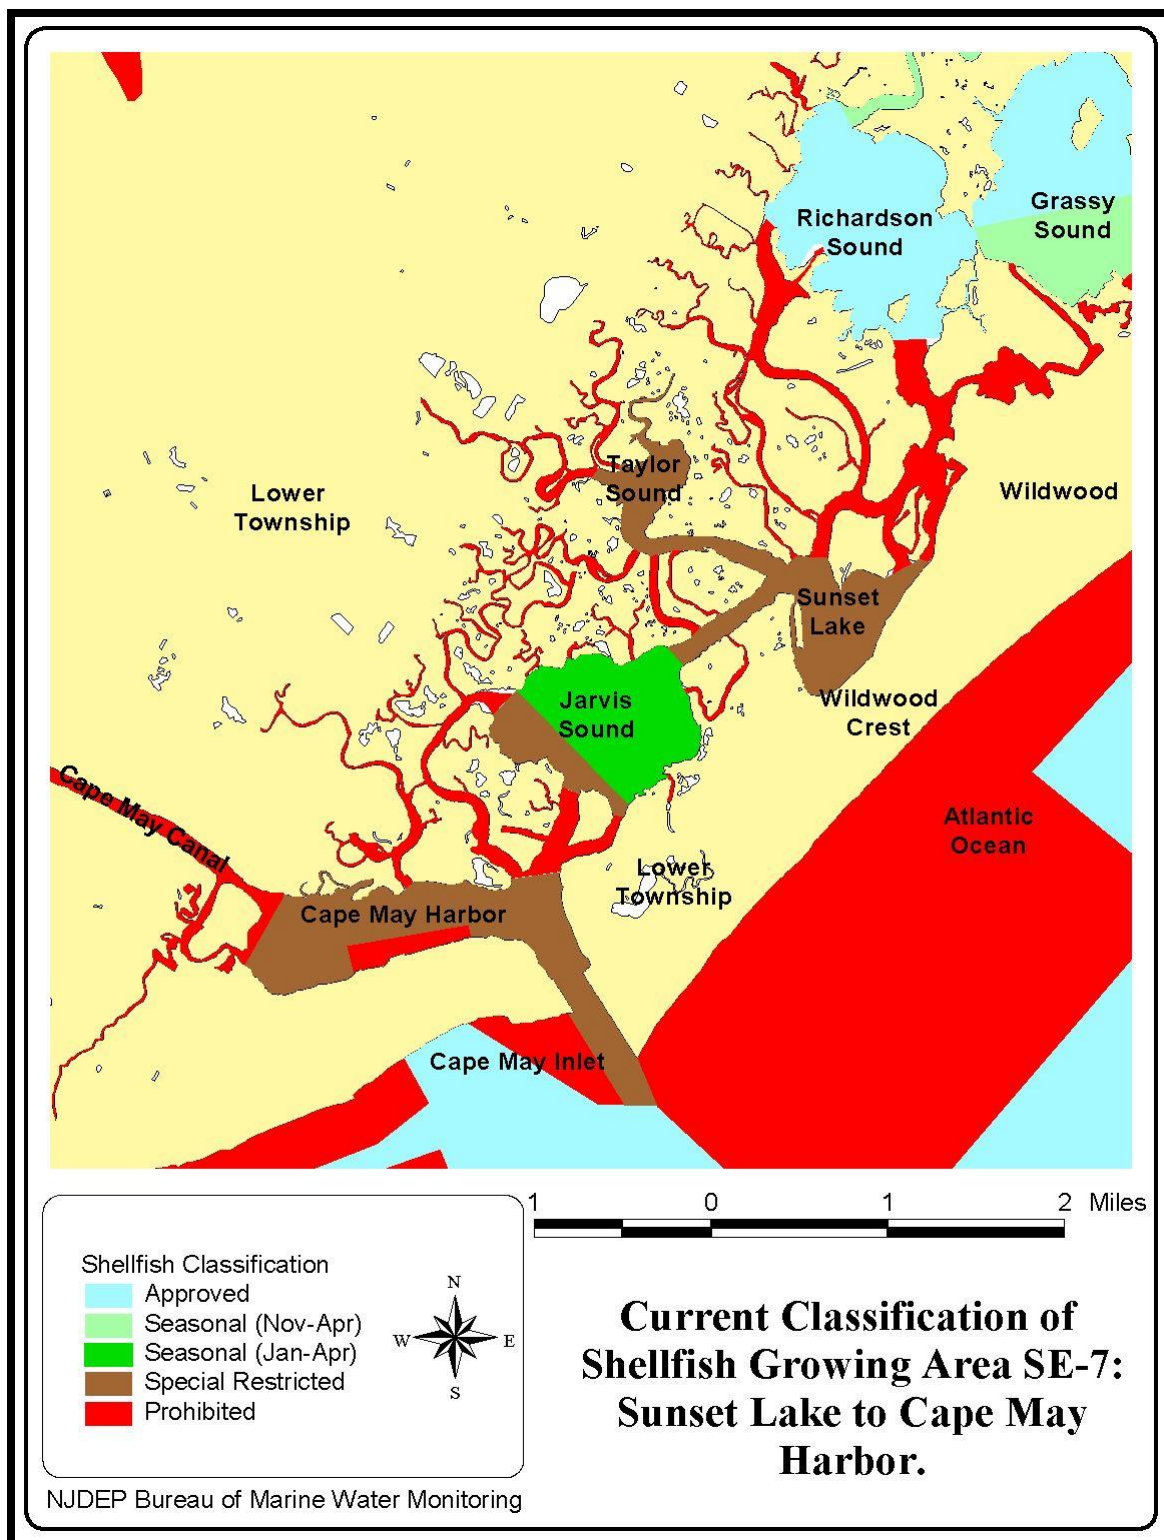 Richardson
Sound
Grassy
Sound
Taylor
Sound
Lower
Township
Wildwood
Sunset
Lake
Wildwood
Crest
Jarvis
Sound
Cape May Canal
Atlantic
Ocean
Lower
Township
Cape May Harbor
Cape May Inlet
1 0 1 2 Miles
Shellfish Classification
Approved
Seasonal (Nov-Apr)
Seasonal (Jan-Apr)
Special Restricted
Prohibited
N
W E
S
Current Classification of
Shellfish Growing Area SE-7:
Sunset Lake to Cape May
Harbor.
NJDEP Bureau of Marine Water Monitoring